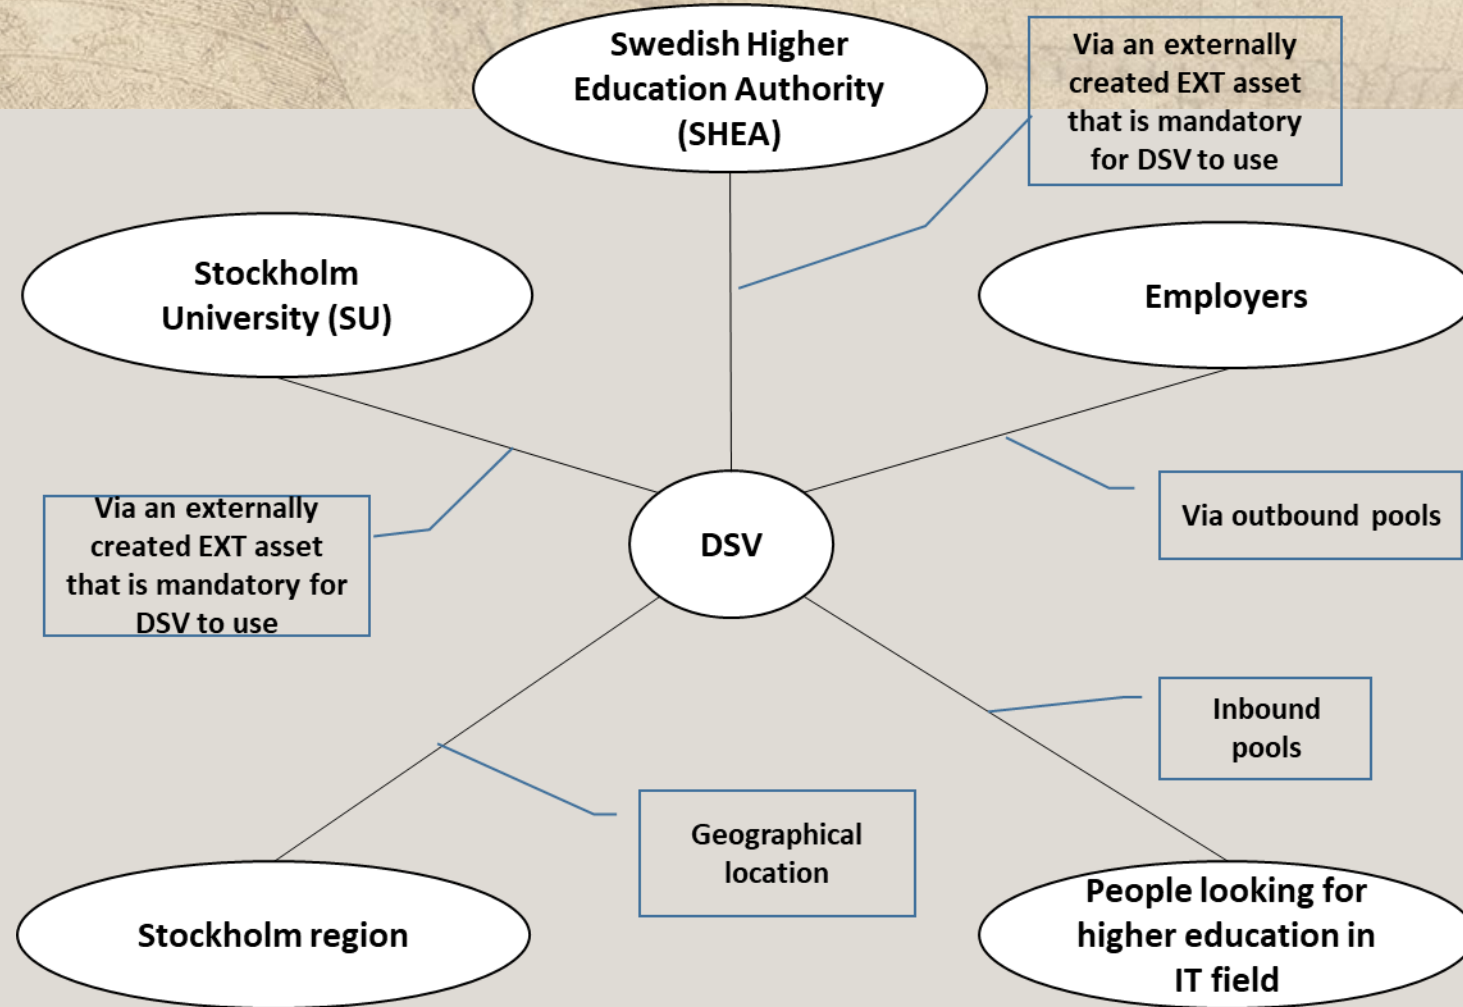 Swedish Higher
Education Authority
(SHEA)
Via an externally
created EXT asset
that is mandatory
for DSV to use
Stockholm
University (SU)
Employers
Via an externally
created EXT asset
that is mandatory for
DSV to use
DSV
Via outbound pools
Inbound
pools
Geographical
location
Stockholm region
People looking for
higher education in
IT field